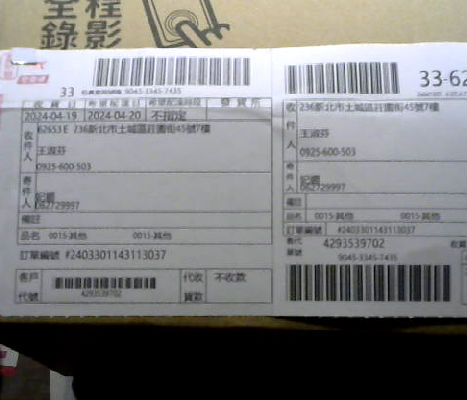 全程
錄影
33
9045-3345-7435
收貨日 希望配達日 希望配達時段 發貨所
2024-04-19 2024-04-20 不指定
收件人
62653 E 236新北市土城區莊園街45號7樓
王淑芬
0925-600-503
寄件人
記憶
062729997
備註
品名 0015-其他 0015-其他
訂單編號 #2403301143113037
客戶代號
4293539702
代收貨款
不收款
33-62
收件人
236新北市土城區莊園街45號7樓
王淑芬
0925-600-503
寄件人
062729997
備註
品名 0015-其他 0015-其他
訂單編號 #2403301143113037
客代 4293539702
單號 9045-3345-7435